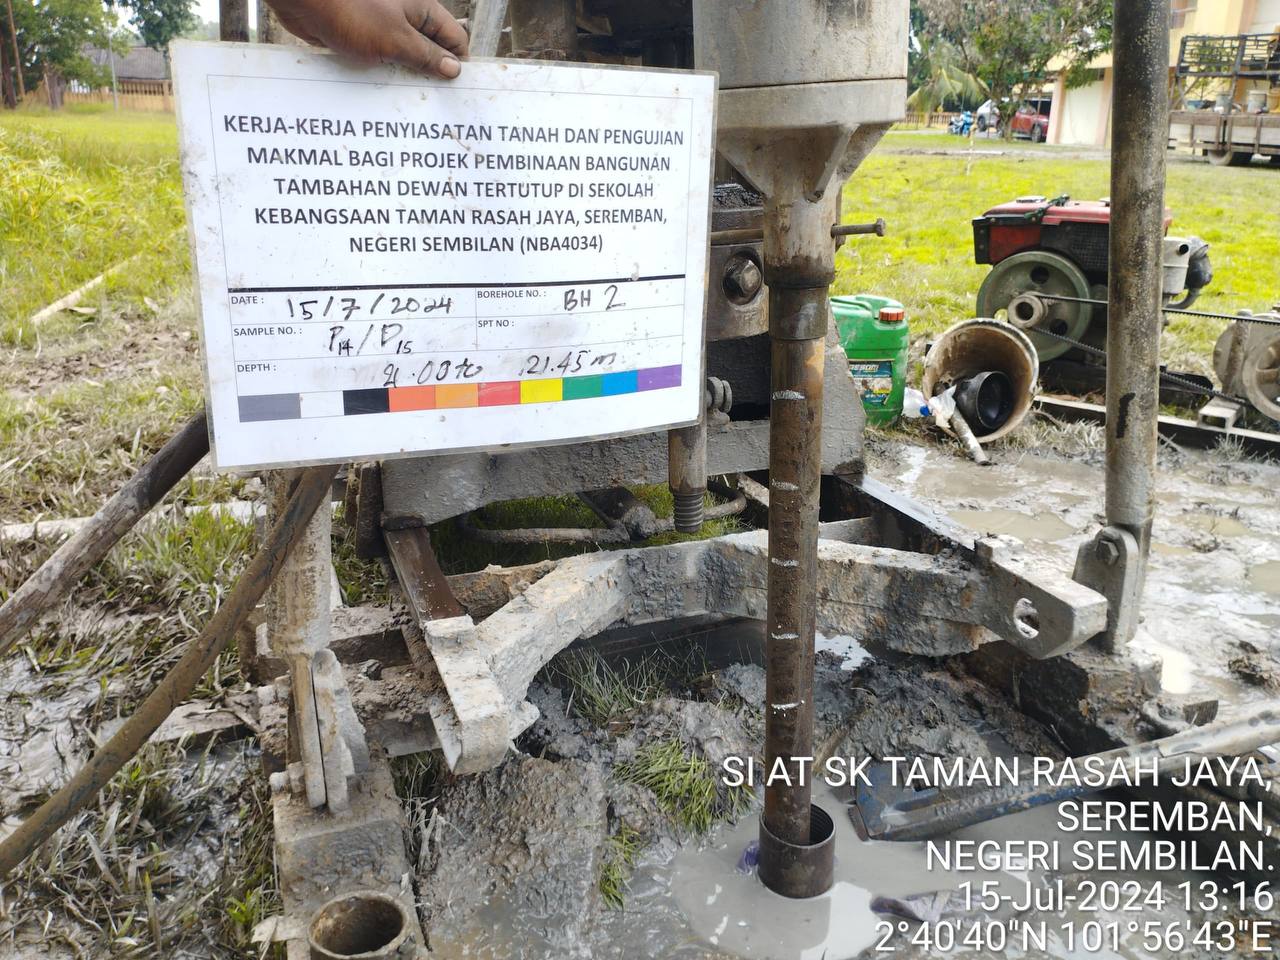 KERJA-KERJA PENYIASATAN TANAH DAN PENGUJIAN
MAKMAL BAGI PROJEK PEMBINAAN BANGUNAN
TAMBAHAN DEWAN TERTUTUP DI SEKOLAH
KEBANGSAAN TAMAN RASAH JAYA, SEREMBAN,
NEGERI SEMBILAN (NBA4034)
DATE : 15/7/2024 BOREHOLE NO. : BH 2
SAMPLE NO. : P14/D15 SPT NO :
DEPTH : 21.00 to 21.45 m
SI AT SK TAMAN RASAH JAYA,
SEREMBAN,
NEGERI SEMBILAN.
15-Jul-2024 13:16
2°40'40"N 101°56'43"E